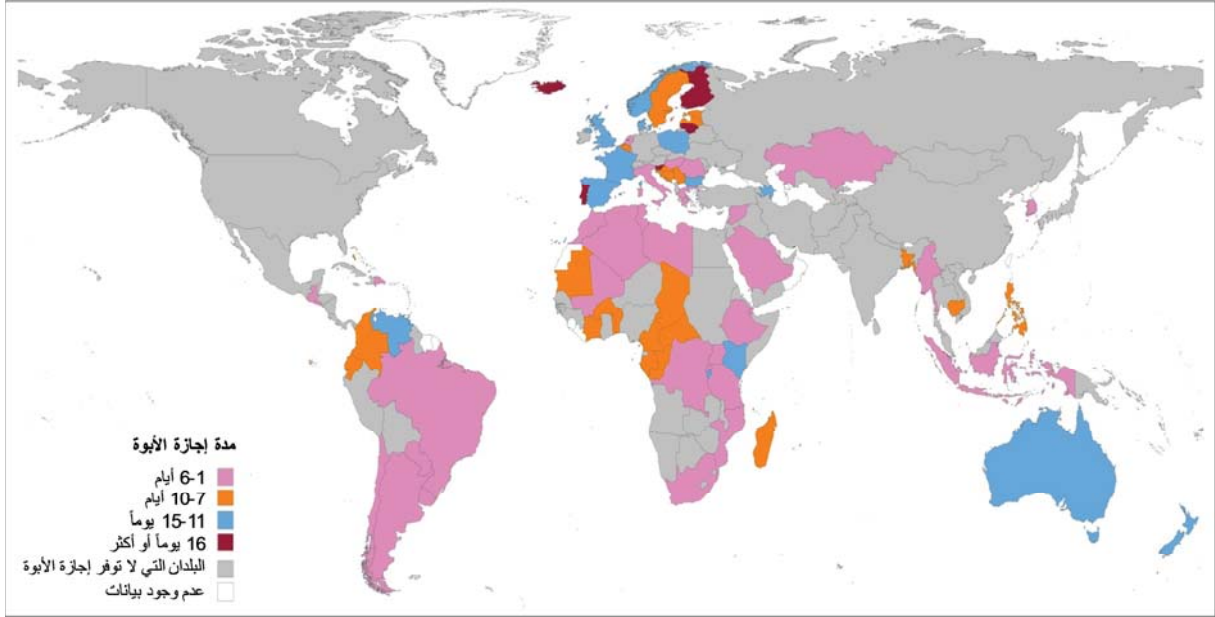 مدة إجازة الأبوة
6-1 أيام
10-7 أيام
15-11 يوماً
16 يوماً أو أكثر
البلدان التي لا توفر إجازة الأبوة
عدم وجود بيانات